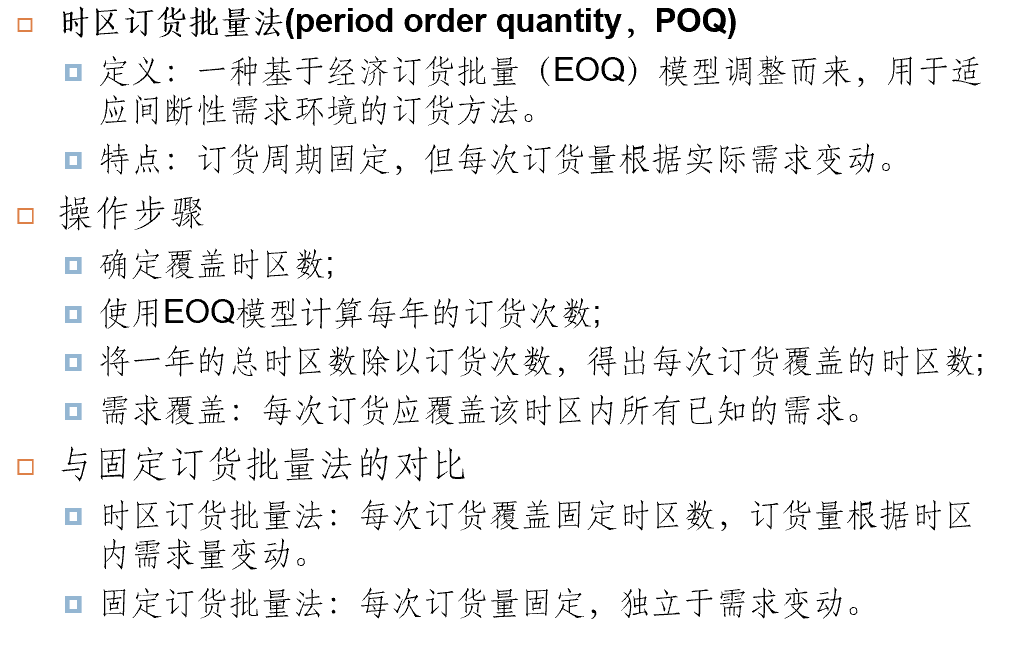 时区订货批量法(period order quantity，POQ)
定义：一种基于经济订货批量（EOQ）模型调整而来，用于适
应间断性需求环境的订货方法。
特点：订货周期固定，但每次订货量根据实际需求变动。
操作步骤
确定覆盖时区数;
使用EOQ模型计算每年的订货次数;
将一年的总时区数除以订货次数，得出每次订货覆盖的时区数;
需求覆盖：每次订货应覆盖该时区内所有已知的需求。
与固定订货批量法的对比
时区订货批量法：每次订货覆盖固定时区数，订货量根据时区
内需求量变动。
固定订货批量法：每次订货量固定，独立于需求变动。